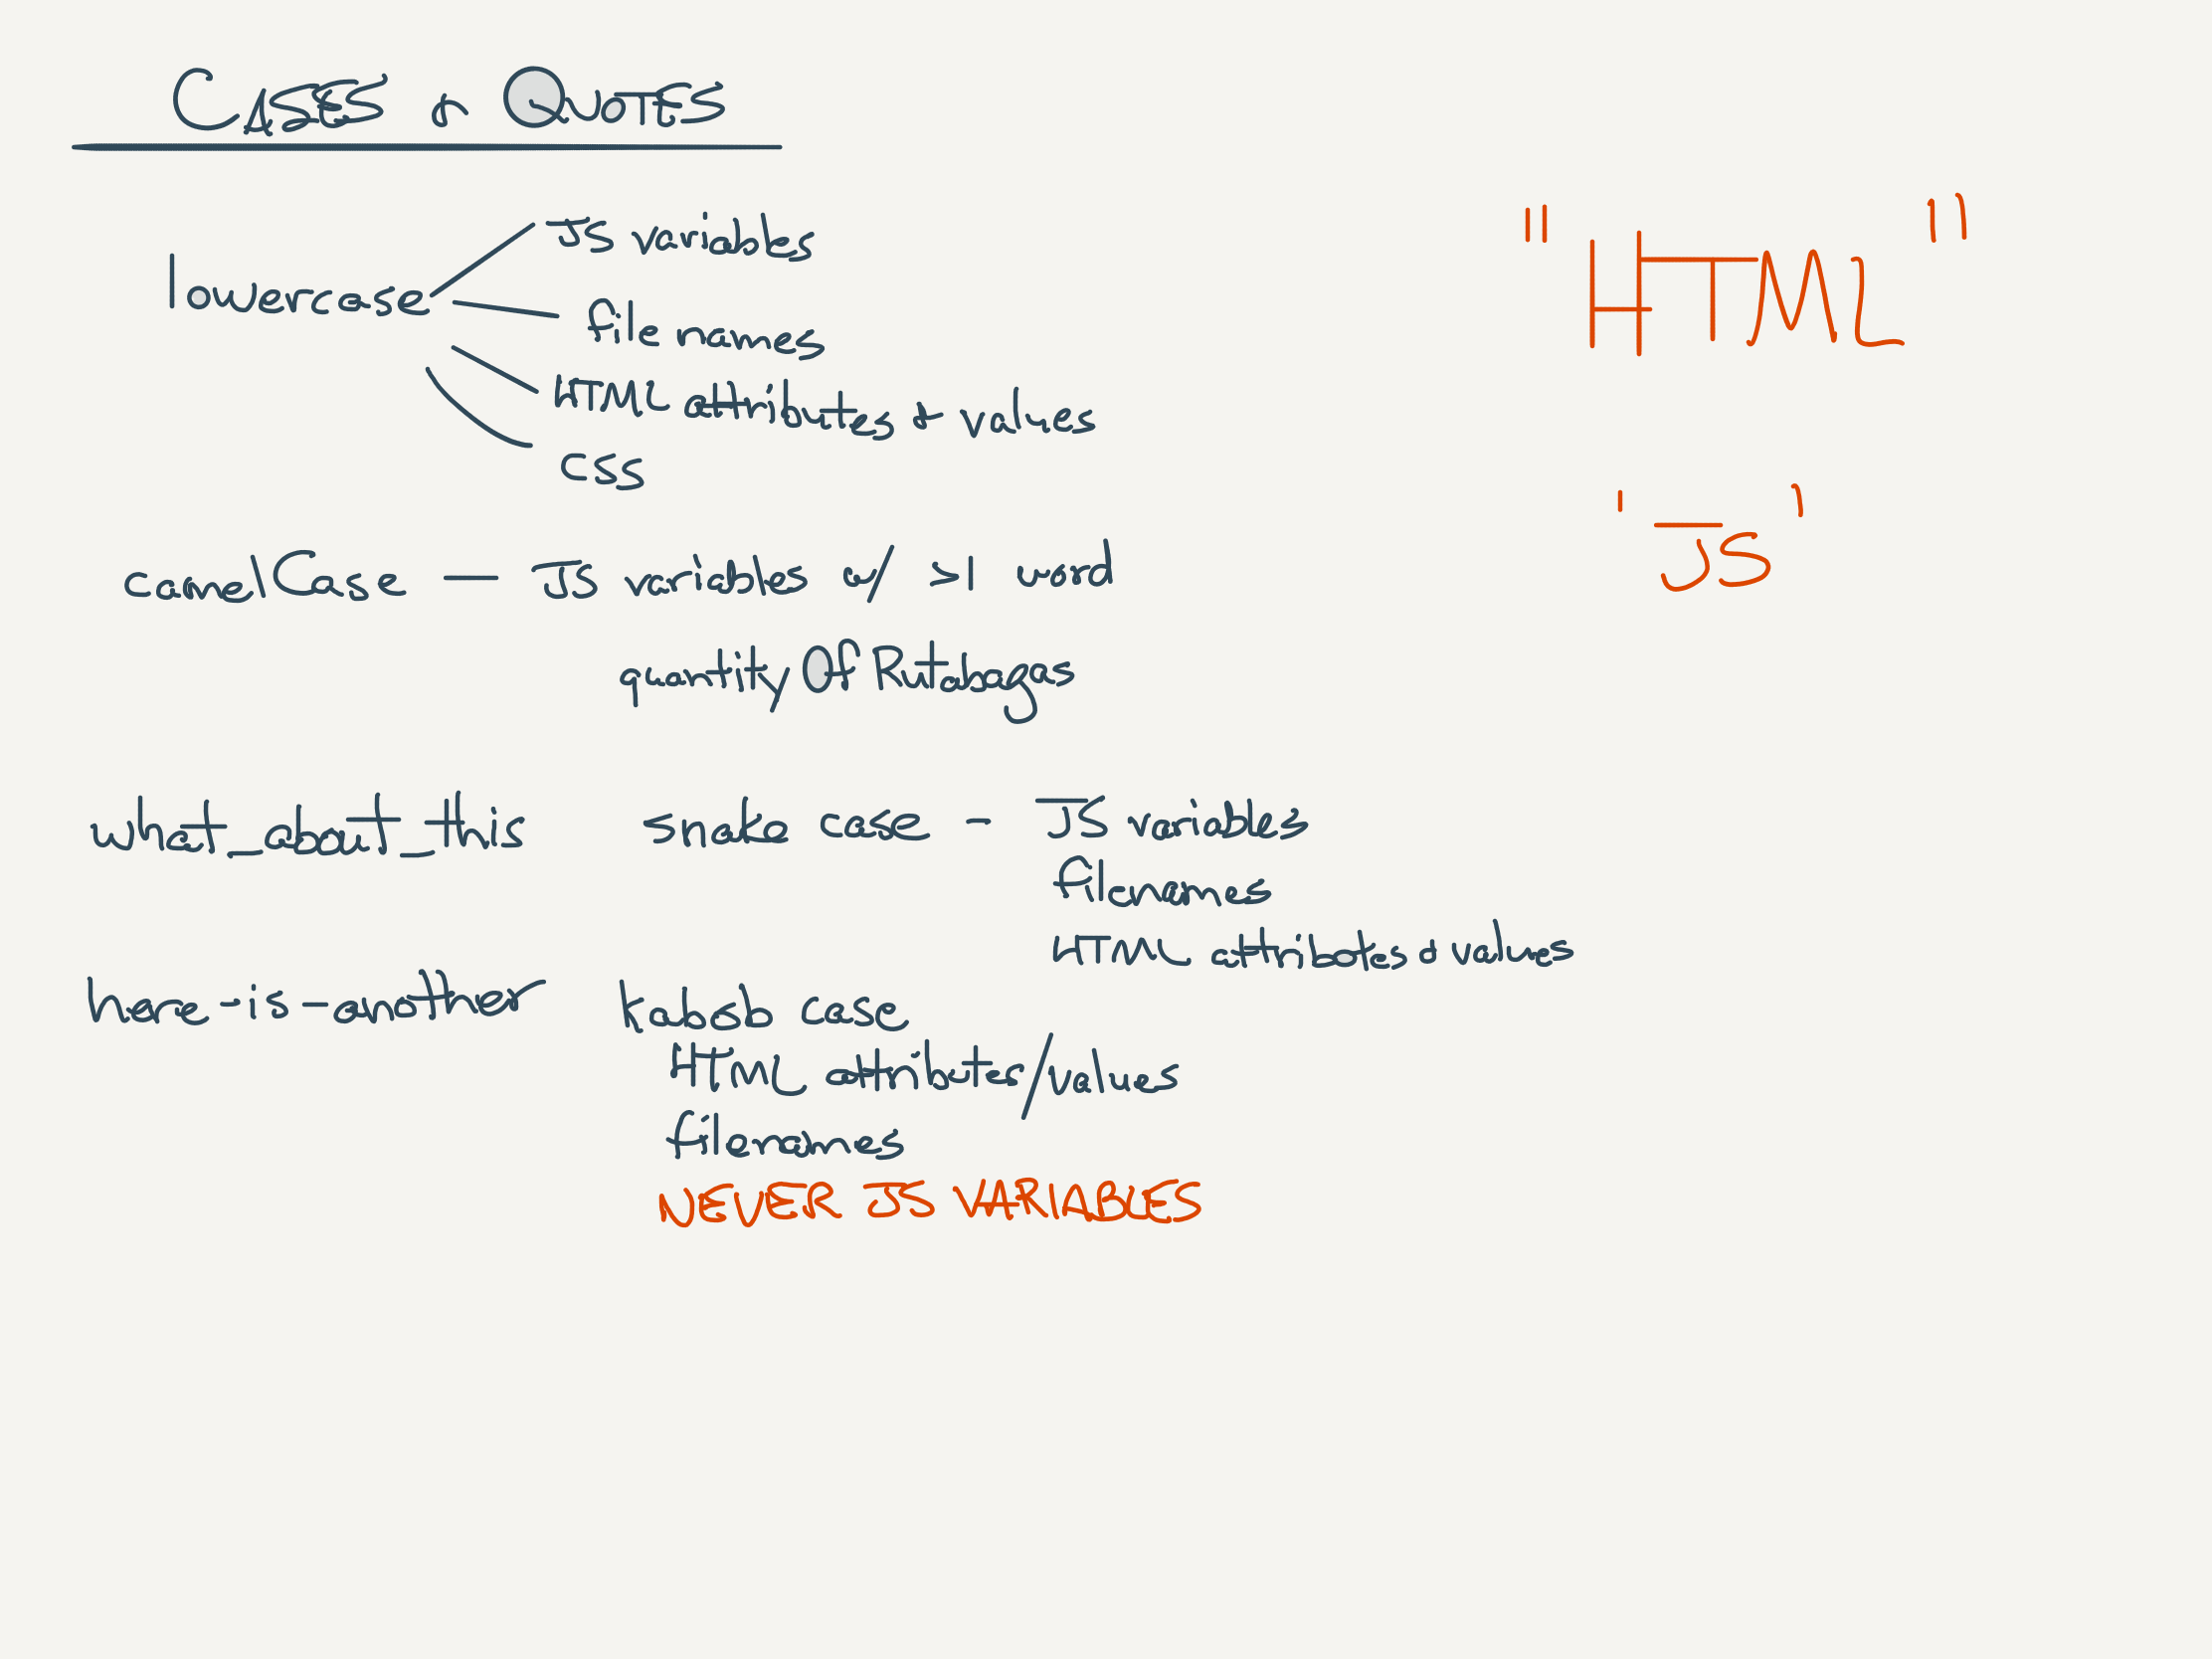 CASES & QUOTES
lowercase
JS variables
file names
HTML attributes & values
CSS
camelCase — JS variables w/ >1 word
quantityOfRutabagas
what_about_this snake case - JS variables
filenames
HTML attributes & values
here-is-another kabob case
HTML attributes/values
filenames
NEVER JS VARIABLES
"HTML"
'JS'